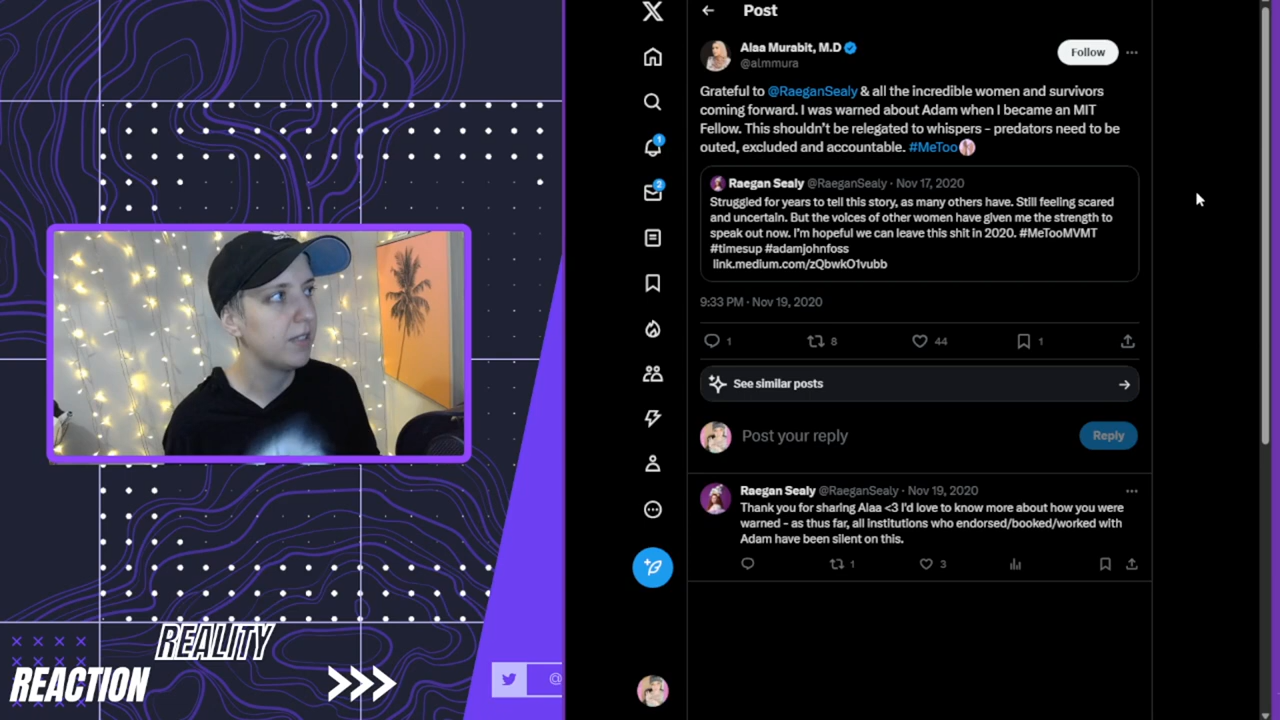 Post
Alaa Murabit, M.D
@almmura
Follow
Grateful to @RaeganSealy & all the incredible women and survivors
coming forward. I was warned about Adam when I became an MIT
Fellow. This shouldn't be relegated to whispers - predators need to be
outed, excluded and accountable. #MeToo
Raegan Sealy @RaeganSealy · Nov 17, 2020
Struggled for years to tell this story, as many others have. Still feeling scared
and uncertain. But the voices of other women have given me the strength to
speak out now. I'm hopeful we can leave this shit in 2020. #MeTooMVMT
#timesup #adamjohnfoss
link.medium.com/zQbwkO1vubb
9:33 PM · Nov 19, 2020
1 8 44 1
See similar posts
Post your reply
Reply
Raegan Sealy @RaeganSealy · Nov 19, 2020
Thank you for sharing Alaa <3 I'd love to know more about how you were
warned - as thus far, all institutions who endorsed/booked/worked with
Adam have been silent on this.
1 3
1
2
REALITY
REACTION
@